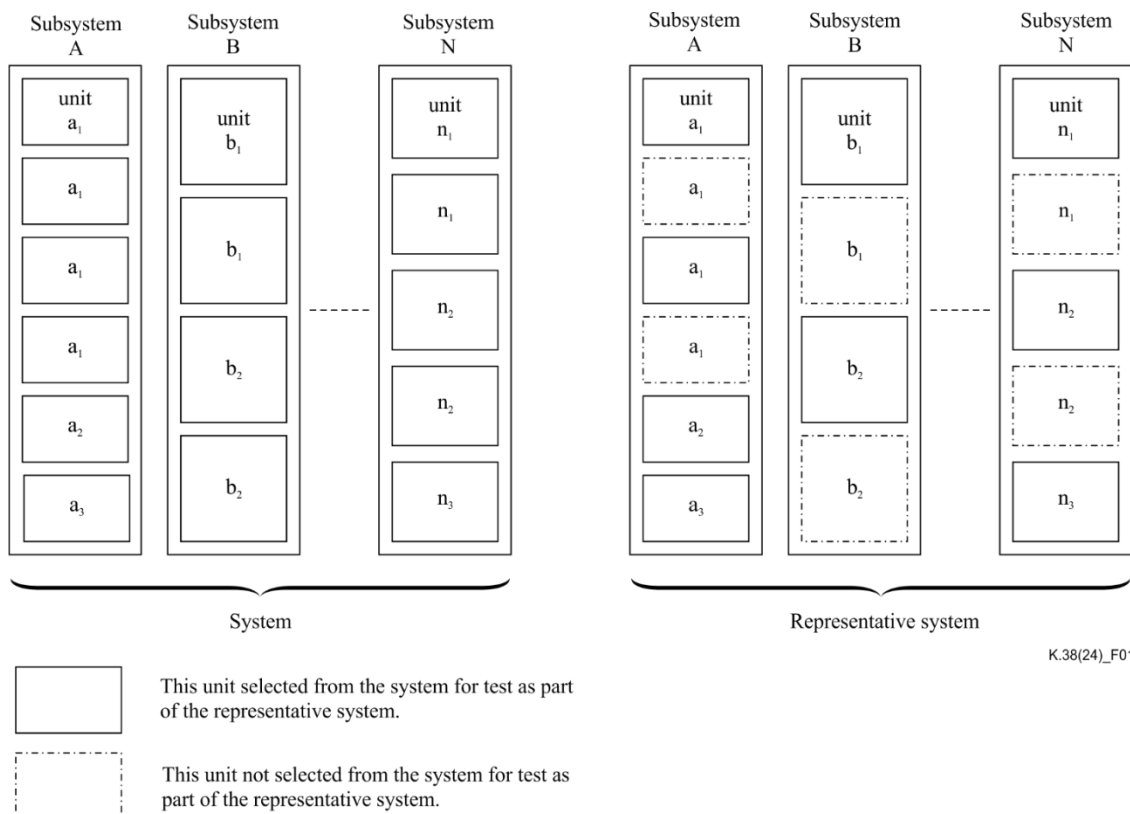 Subsystem
A
Subsystem
B
Subsystem
N
unit
a₁
a₁
a₁
a₁
a₂
a₃
unit
b₁
b₁
b₂
b₂
unit
n₁
n₁
n₂
n₂
n₃
System
Subsystem
A
Subsystem
B
Subsystem
N
unit
a₁
a₁
a₁
a₁
a₂
a₃
unit
b₁
b₁
b₂
b₂
unit
n₁
n₁
n₂
n₂
n₃
Representative system
K.38(24)_F01
This unit selected from the system for test as part
of the representative system.
This unit not selected from the system for test as
part of the representative system.